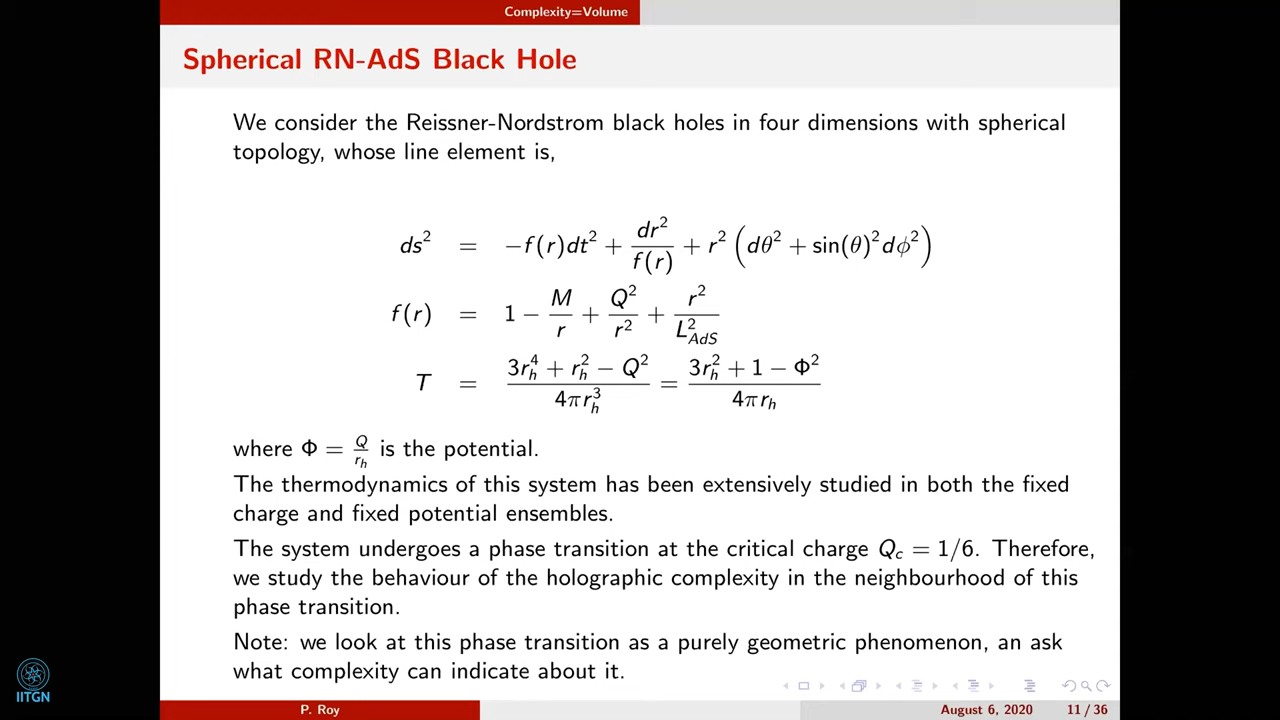 Complexity=Volume
Spherical RN-AdS Black Hole
We consider the Reissner-Nordstrom black holes in four dimensions with spherical
topology, whose line element is,
ds² = −f(r)dt² + dr²/f(r) + r² (dθ² + sin(θ)²dϕ²)
f(r) = 1 − M/r + Q²/r² + r²/L²_AdS
T = (3r_h⁴ + r_h² − Q²)/(4πr_h³) = (3r_h² + 1 − Φ²)/(4πr_h)
where Φ = Q/r_h is the potential.
The thermodynamics of this system has been extensively studied in both the fixed
charge and fixed potential ensembles.
The system undergoes a phase transition at the critical charge Q_c = 1/6. Therefore,
we study the behaviour of the holographic complexity in the neighbourhood of this
phase transition.
Note: we look at this phase transition as a purely geometric phenomenon, an ask
what complexity can indicate about it.
IITGN
P. Roy August 6, 2020 11 / 36